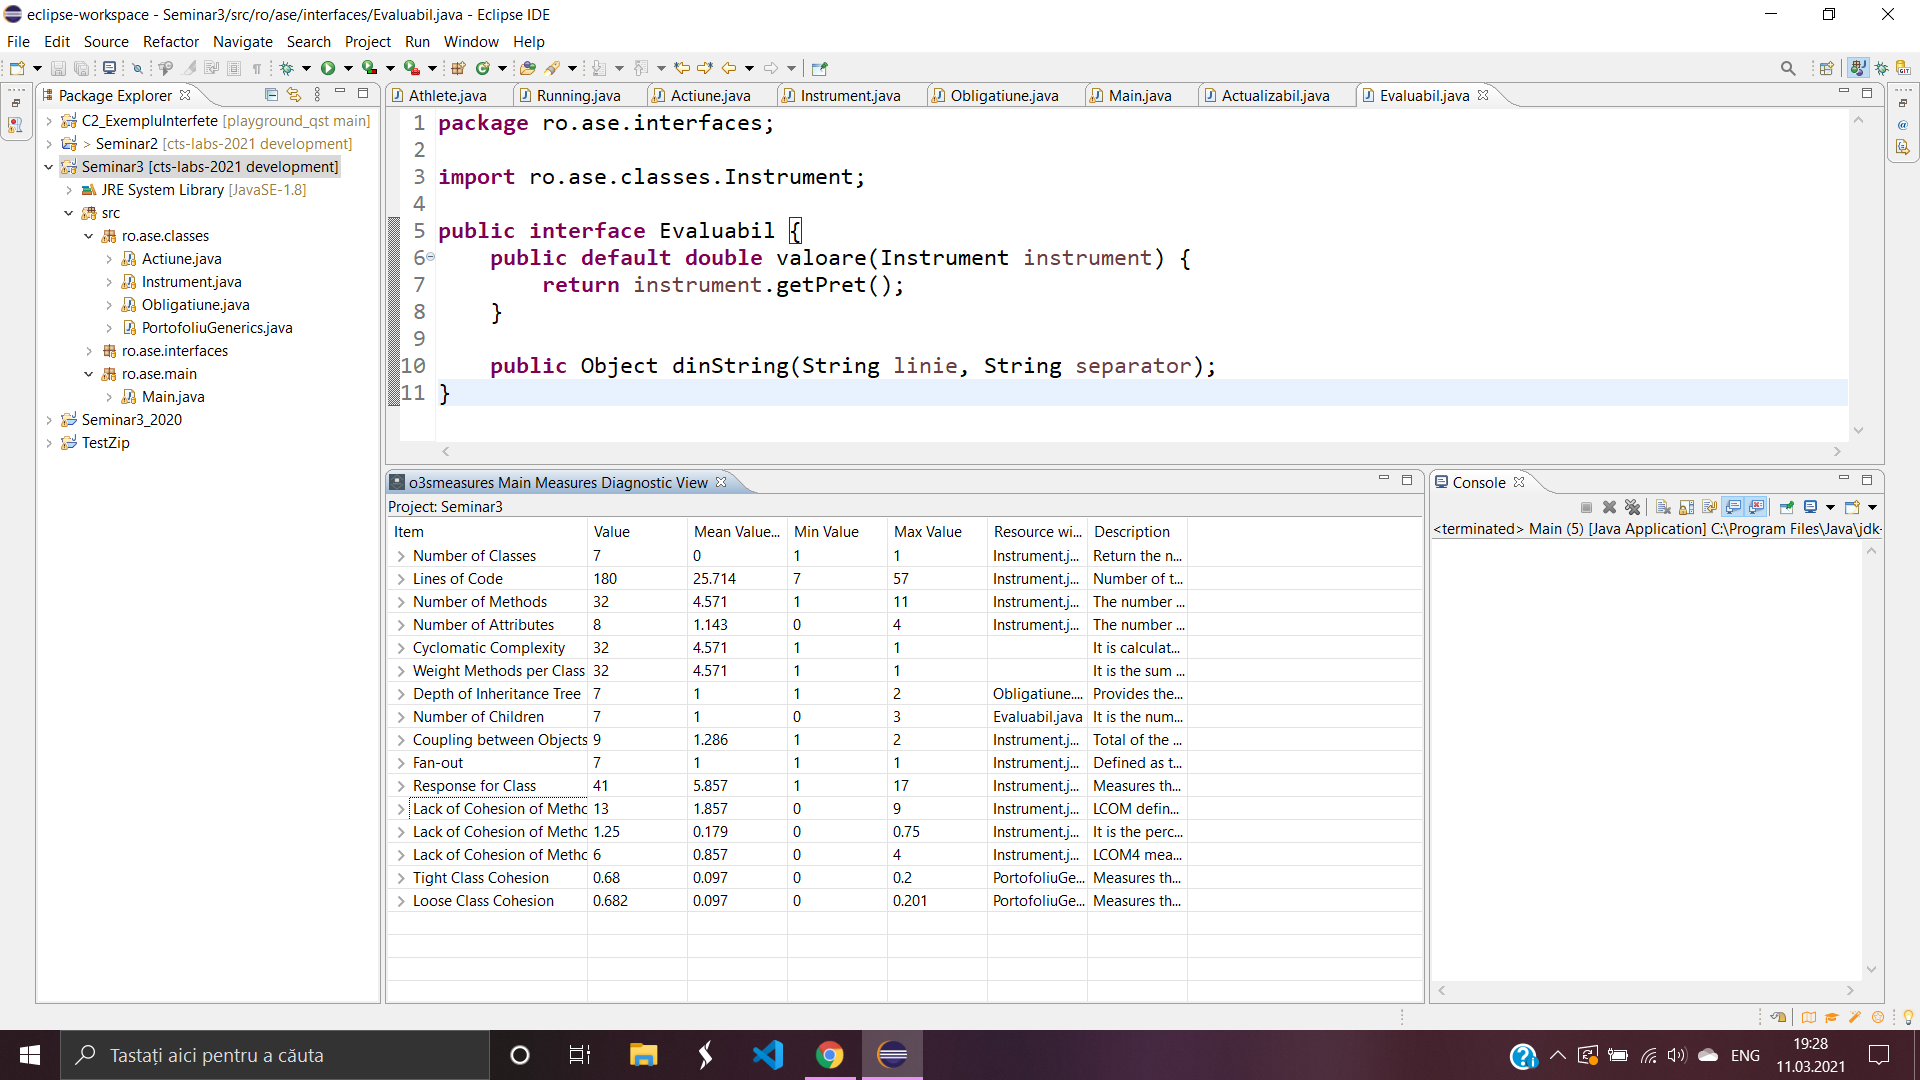 eclipse-workspace - Seminar3/src/ro/ase/interfaces/Evaluabil.java - Eclipse IDE
File Edit Source Refactor Navigate Search Project Run Window Help
Package Explorer
C2_ExempluInterfete [playground_qst main]
> Seminar2 [cts-labs-2021 development]
Seminar3 [cts-labs-2021 development]
JRE System Library [JavaSE-1.8]
src
ro.ase.classes
Actiune.java
Instrument.java
Obligatiune.java
PortofoliuGenerics.java
ro.ase.interfaces
ro.ase.main
Main.java
Seminar3_2020
TestZip
Athlete.java Running.java Actiune.java Instrument.java Obligatiune.java Main.java Actualizabil.java Evaluabil.java
1 package ro.ase.interfaces;
2
3 import ro.ase.classes.Instrument;
4
5 public interface Evaluabil {
6 public default double valoare(Instrument instrument) {
7 return instrument.getPret();
8 }
9
10 public Object dinString(String linie, String separator);
11 }
o3smeasures Main Measures Diagnostic View
Project: Seminar3
Item Value Mean Value... Min Value Max Value Resource wi... Description
Number of Classes 7 0 1 1 Instrument.j... Return the n...
Lines of Code 180 25.714 7 57 Instrument.j... Number of t...
Number of Methods 32 4.571 1 11 Instrument.j... The number ...
Number of Attributes 8 1.143 0 4 Instrument.j... The number ...
Cyclomatic Complexity 32 4.571 1 1 It is calculat...
Weight Methods per Class 32 4.571 1 1 It is the sum ...
Depth of Inheritance Tree 7 1 1 2 Obligatiune.... Provides the...
Number of Children 7 1 0 3 Evaluabil.java It is the num...
Coupling between Objects 9 1.286 1 2 Instrument.j... Total of the ...
Fan-out 7 1 1 1 Instrument.j... Defined as t...
Response for Class 41 5.857 1 17 Instrument.j... Measures th...
Lack of Cohesion of Methc 13 1.857 0 9 Instrument.j... LCOM defin...
Lack of Cohesion of Methc 1.25 0.179 0 0.75 Instrument.j... It is the perc...
Lack of Cohesion of Methc 6 0.857 0 4 Instrument.j... LCOM4 mea...
Tight Class Cohesion 0.68 0.097 0 0.2 PortofoliuGe... Measures th...
Loose Class Cohesion 0.682 0.097 0 0.201 PortofoliuGe... Measures th...
Console
<terminated> Main (5) [Java Application] C:\Program Files\Java\jdk-
Tastați aici pentru a căuta
ENG
19:28
11.03.2021